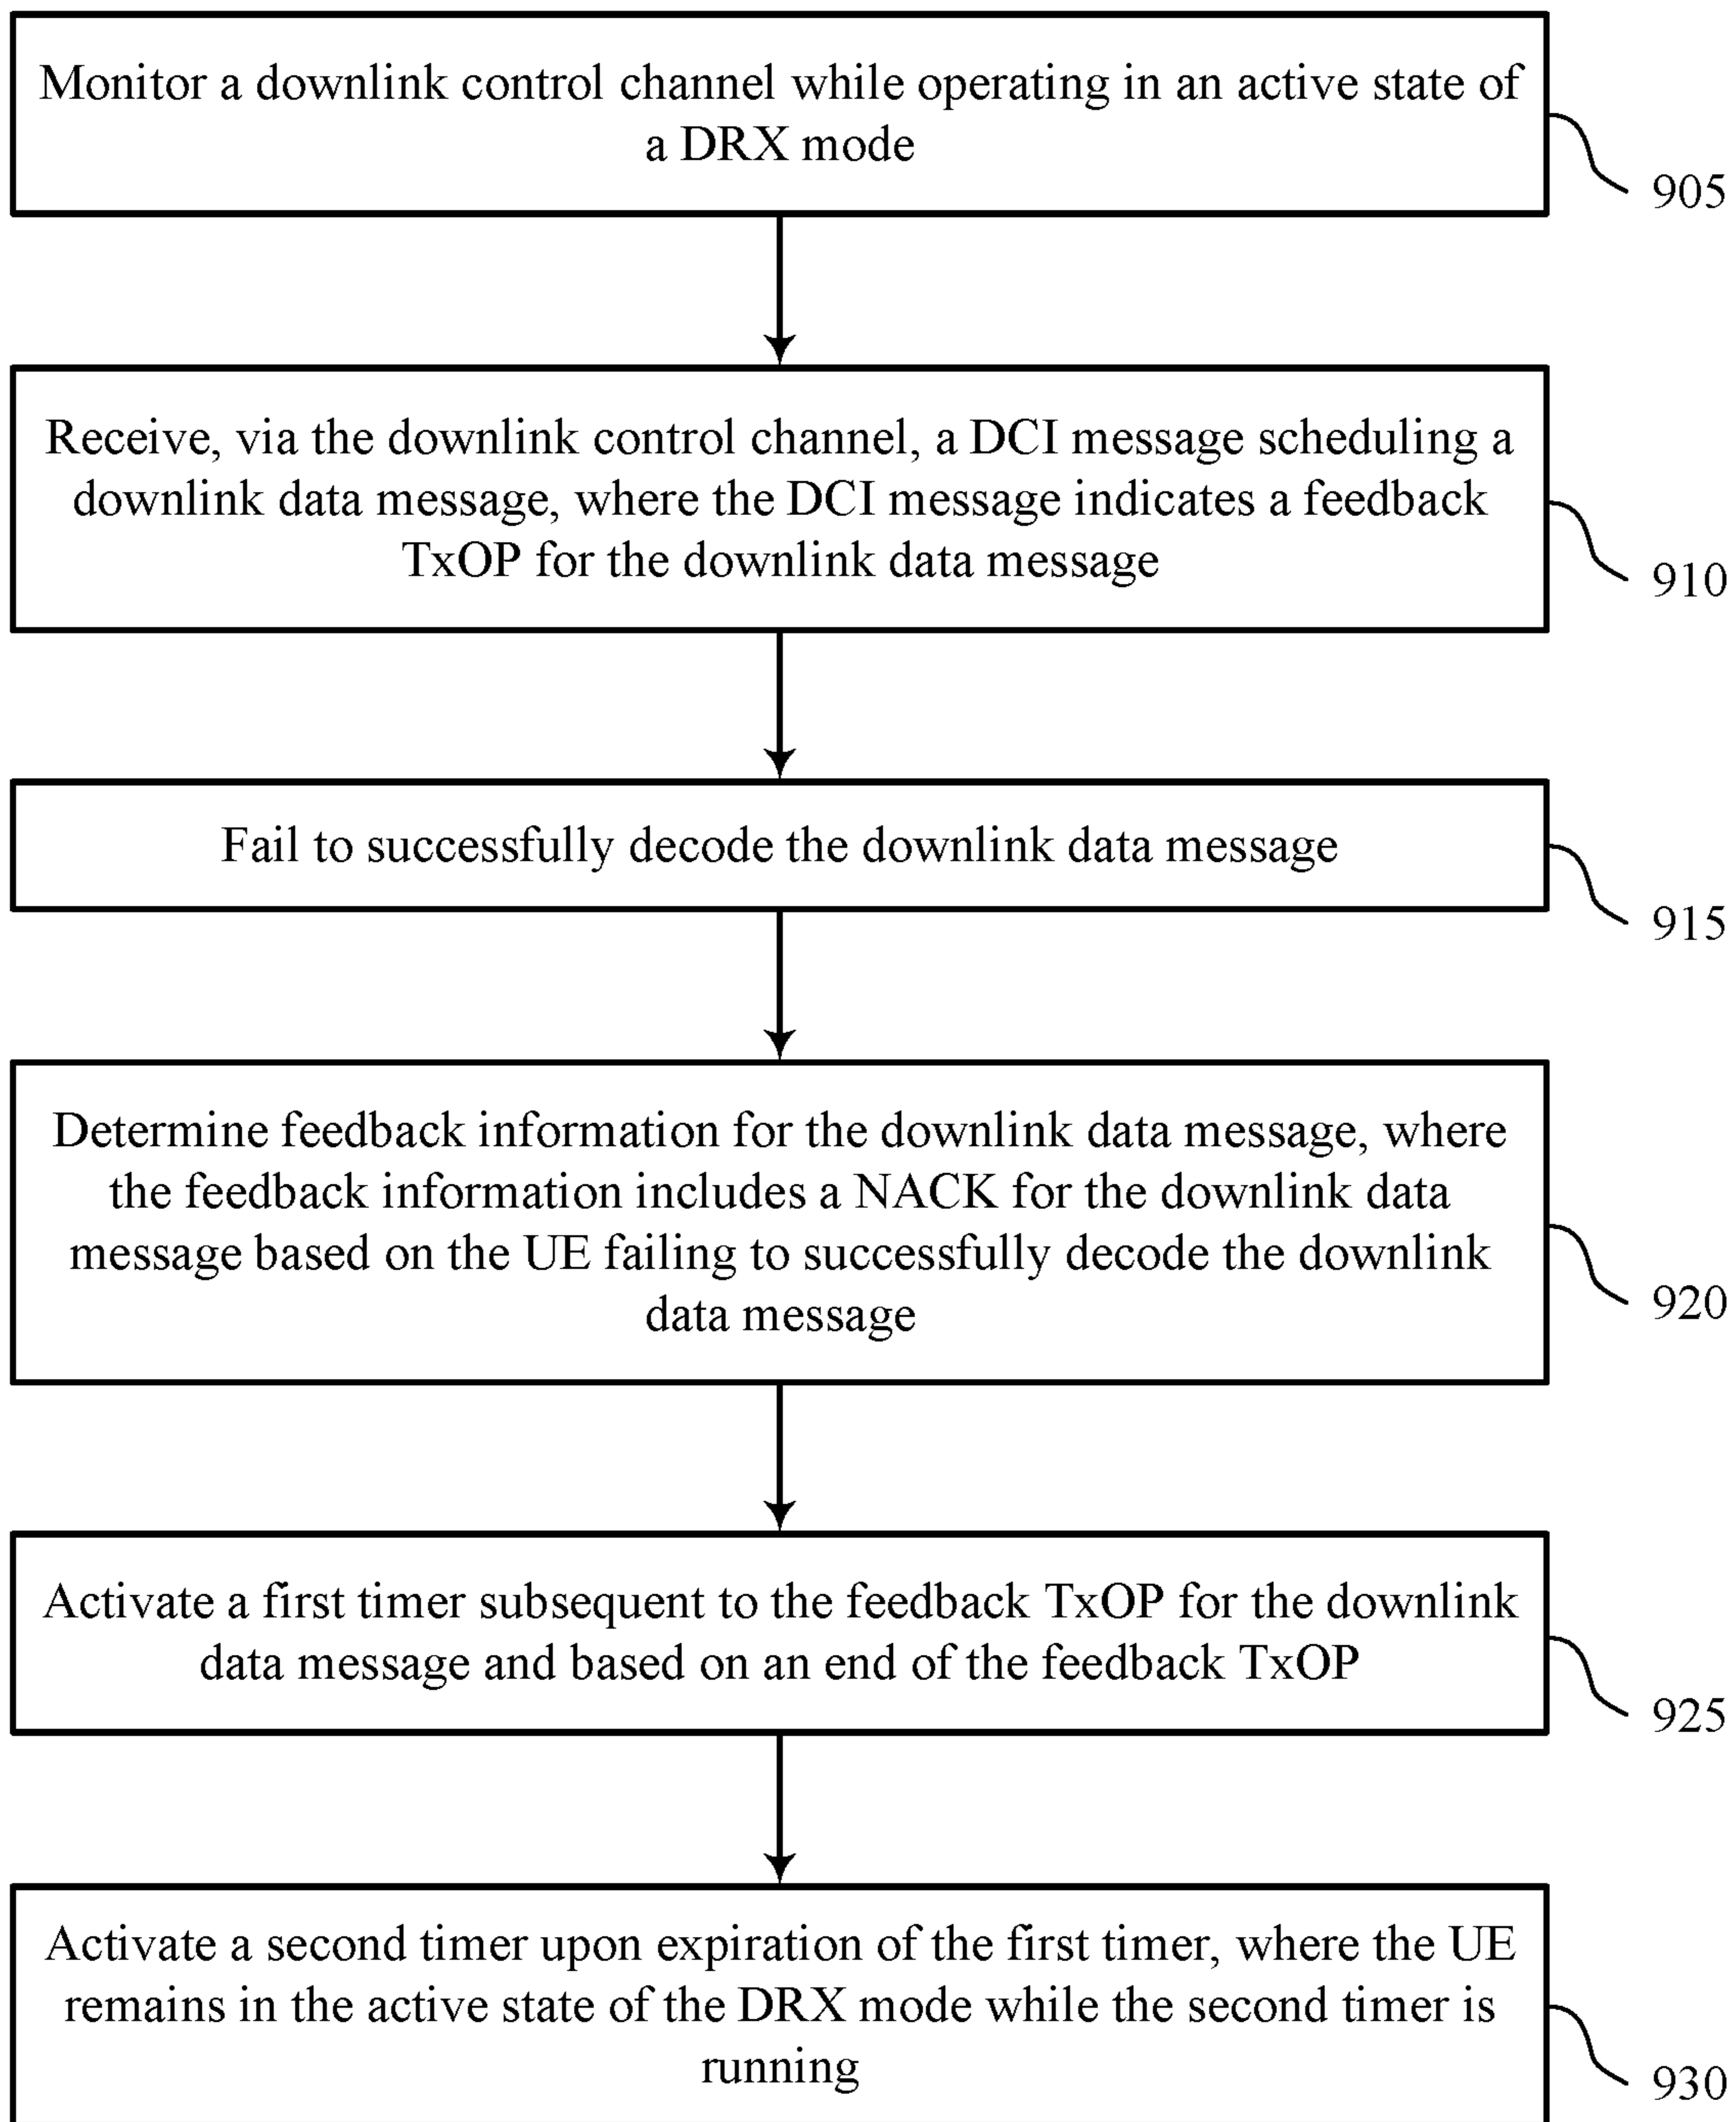 Monitor a downlink control channel while operating in an active state of
a DRX mode
905
Receive, via the downlink control channel, a DCI message scheduling a
downlink data message, where the DCI message indicates a feedback
TxOP for the downlink data message
910
Fail to successfully decode the downlink data message
915
Determine feedback information for the downlink data message, where
the feedback information includes a NACK for the downlink data
message based on the UE failing to successfully decode the downlink
data message
920
Activate a first timer subsequent to the feedback TxOP for the downlink
data message and based on an end of the feedback TxOP
925
Activate a second timer upon expiration of the first timer, where the UE
remains in the active state of the DRX mode while the second timer is
running
930